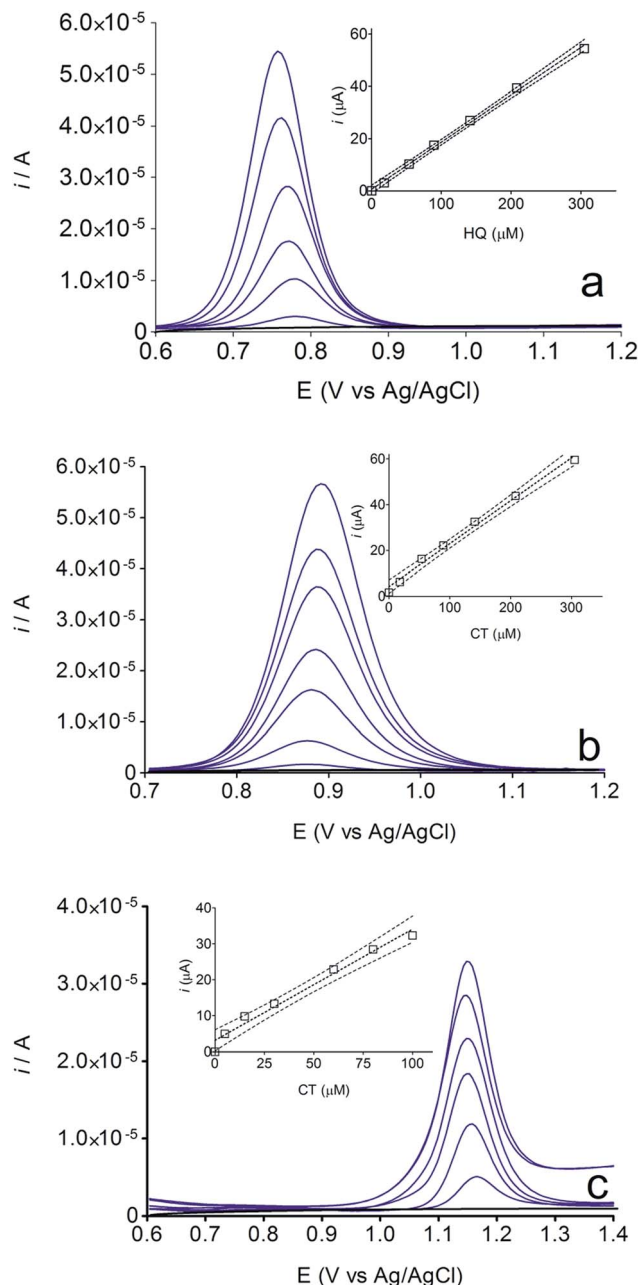 6.0×10⁻⁵
5.0×10⁻⁵
4.0×10⁻⁵
3.0×10⁻⁵
2.0×10⁻⁵
1.0×10⁻⁵
0
i / A
0.6 0.7 0.8 0.9 1.0 1.1 1.2
E (V vs Ag/AgCl)
60
40
20
0
i (µA)
0 100 200 300
HQ (µM)
a
6.0×10⁻⁵
5.0×10⁻⁵
4.0×10⁻⁵
3.0×10⁻⁵
2.0×10⁻⁵
1.0×10⁻⁵
0
i / A
0.7 0.8 0.9 1.0 1.1 1.2
E (V vs Ag/AgCl)
60
40
20
0
i (µA)
0 100 200 300
CT (µM)
b
4.0×10⁻⁵
3.0×10⁻⁵
2.0×10⁻⁵
1.0×10⁻⁵
0
i / A
0.6 0.7 0.8 0.9 1.0 1.1 1.2 1.3 1.4
E (V vs Ag/AgCl)
40
30
20
10
0
i (µA)
0 25 50 75 100
CT (µM)
c